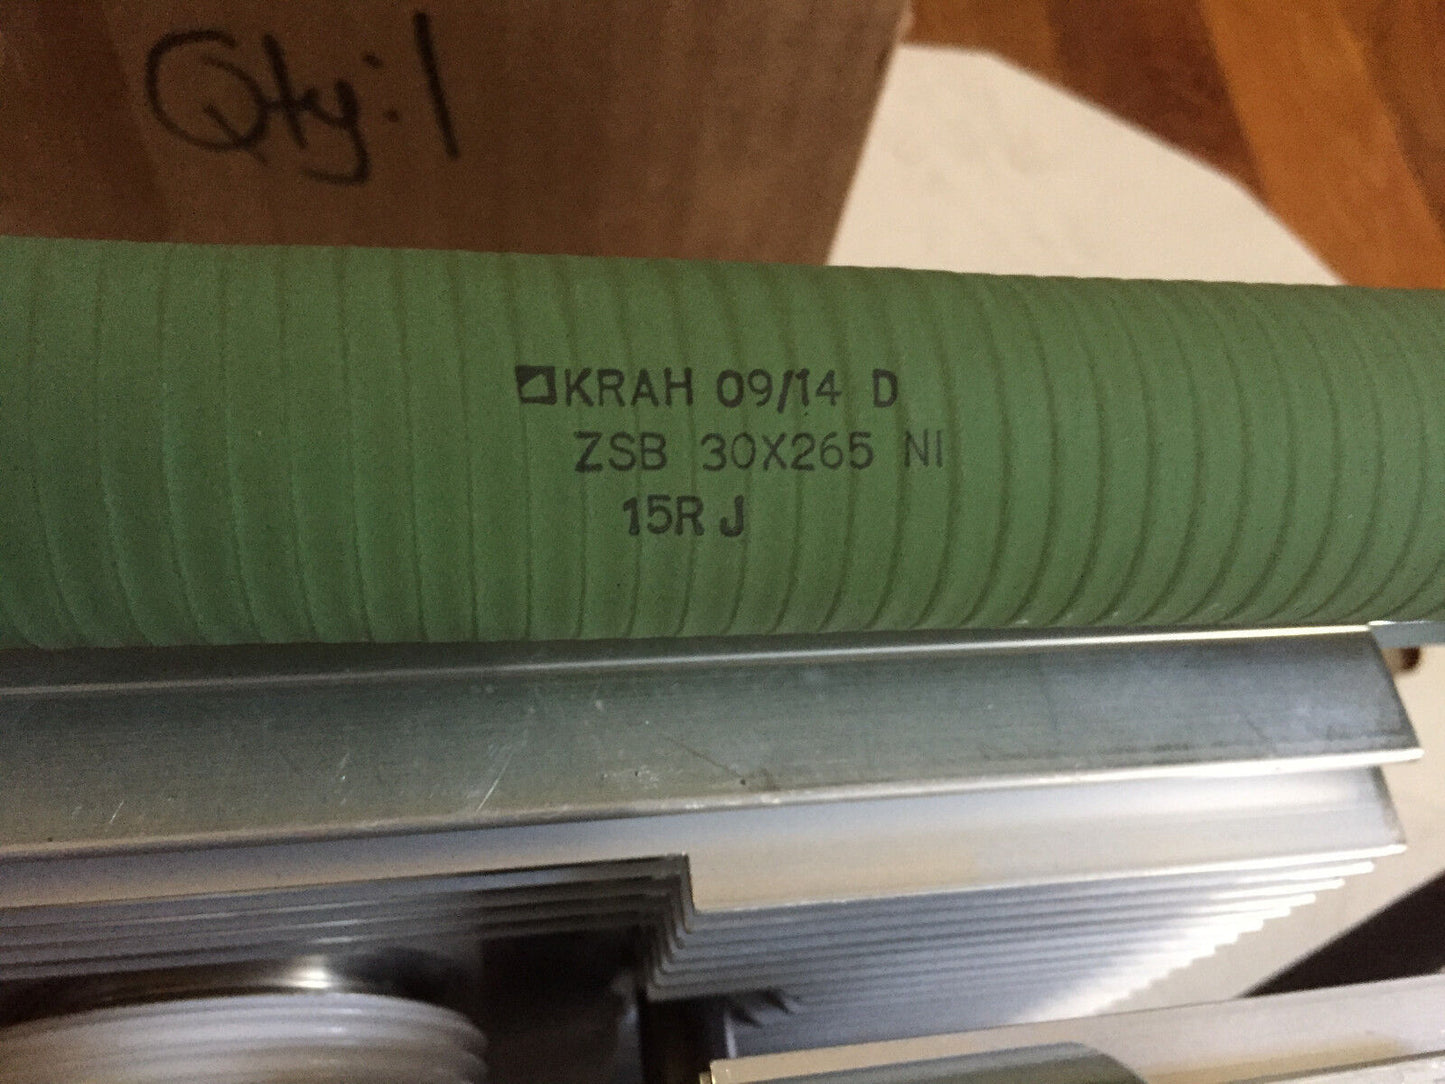 Qty: 1
KRAH 09/14 D
ZSB 30X265 NI
15R J